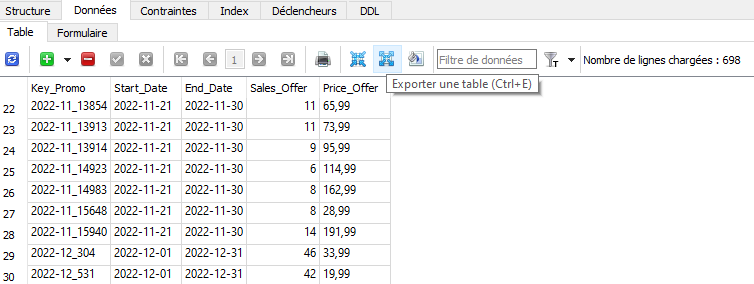 Structure Données Contraintes Index Déclencheurs DDL
Table Formulaire
1 Filtre de données T Nombre de lignes chargées : 698
Exporter une table (Ctrl+E)
Key_Promo Start_Date End_Date Sales_Offer Price_Offer
22 2022-11_13854 2022-11-21 2022-11-30 11 65,99
23 2022-11_13913 2022-11-21 2022-11-30 11 73,99
24 2022-11_13914 2022-11-21 2022-11-30 9 95,99
25 2022-11_14923 2022-11-21 2022-11-30 6 114,99
26 2022-11_14983 2022-11-21 2022-11-30 8 162,99
27 2022-11_15648 2022-11-21 2022-11-30 8 28,99
28 2022-11_15940 2022-11-21 2022-11-30 14 191,99
29 2022-12_304 2022-12-01 2022-12-31 46 33,99
30 2022-12_531 2022-12-01 2022-12-31 42 19,99